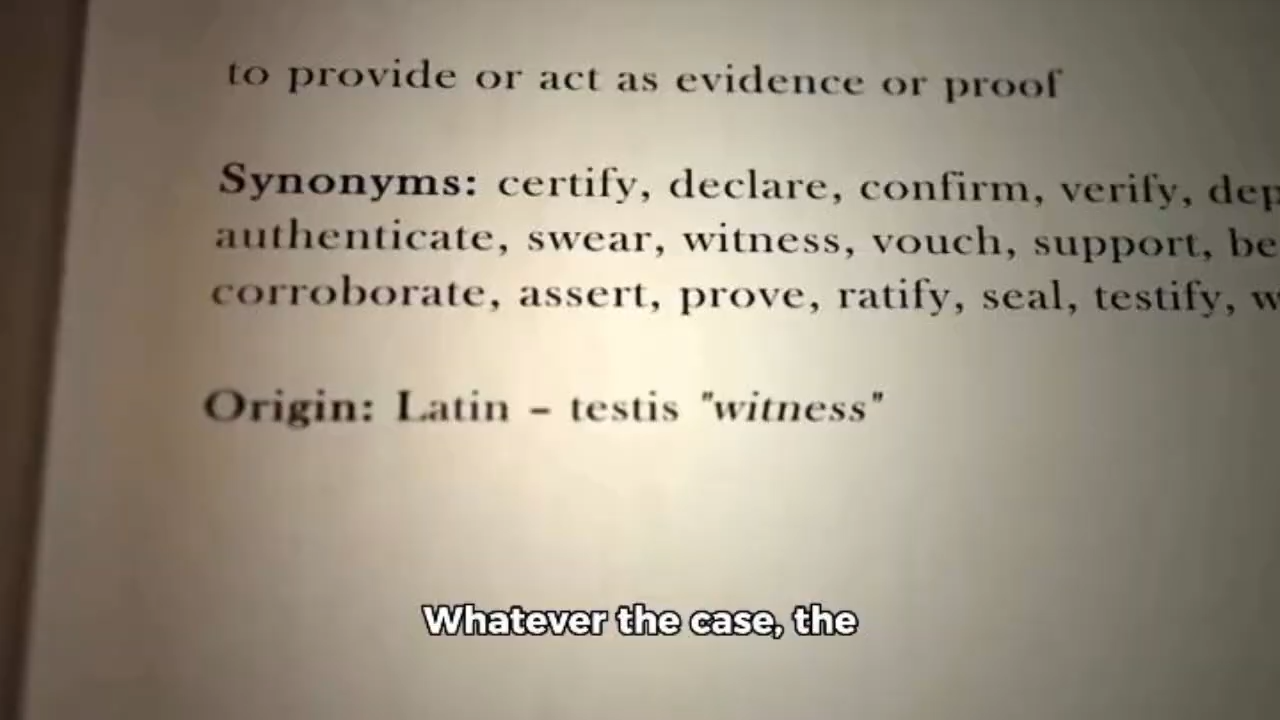 to provide or act as evidence or proof
Synonyms: certify, declare, confirm, verify,
authenticate, swear, witness, vouch, support,
corroborate, assert, prove, ratify, seal, testify,
Origin: Latin – testis "witness"
Whatever the case, the